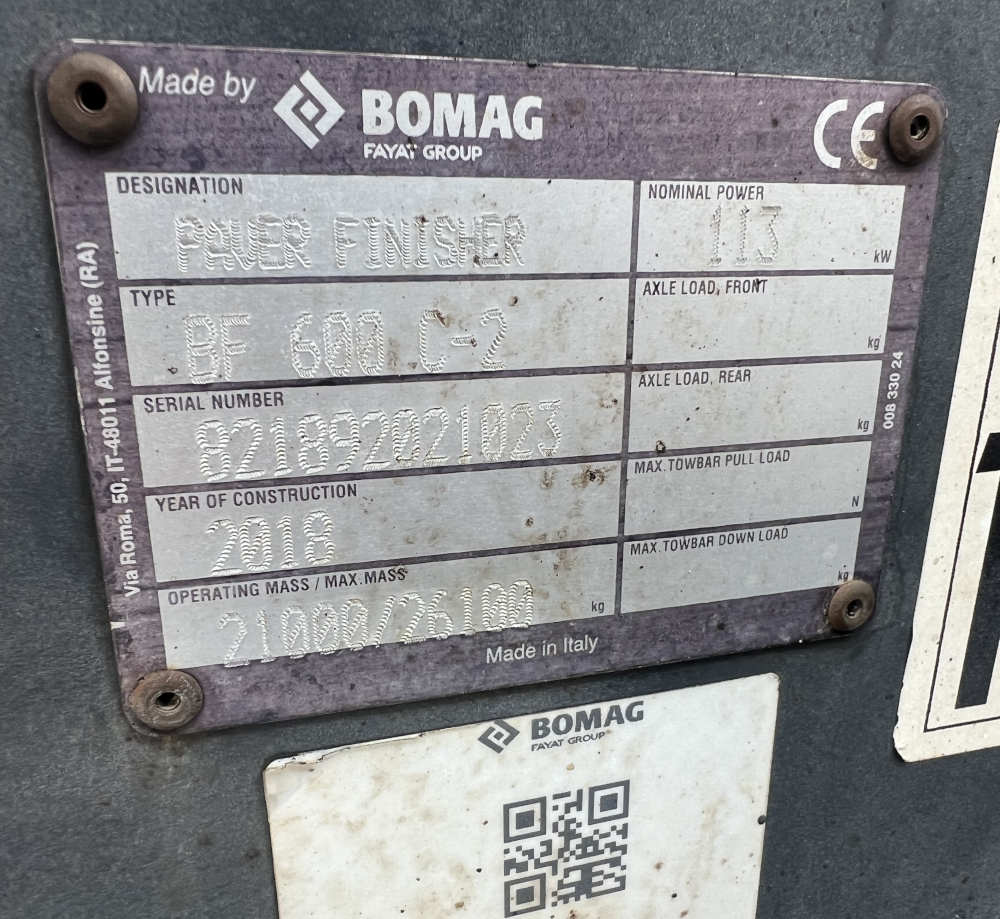 Made by BOMAG
FAYAT GROUP
CE
DESIGNATION
PAVER FINISHER
NOMINAL POWER
113
kW
TYPE
BF 600 C-2
AXLE LOAD, FRONT
kg
SERIAL NUMBER
821892021023
AXLE LOAD, REAR
kg
YEAR OF CONSTRUCTION
2018
MAX.TOWBAR PULL LOAD
N
OPERATING MASS / MAX.MASS
21000/26100
kg
MAX.TOWBAR DOWN LOAD
kg
Made in Italy
Via Roma, 50, IT-48011 Alfonsine (RA)
008 330 24
BOMAG
FAYAT GROUP